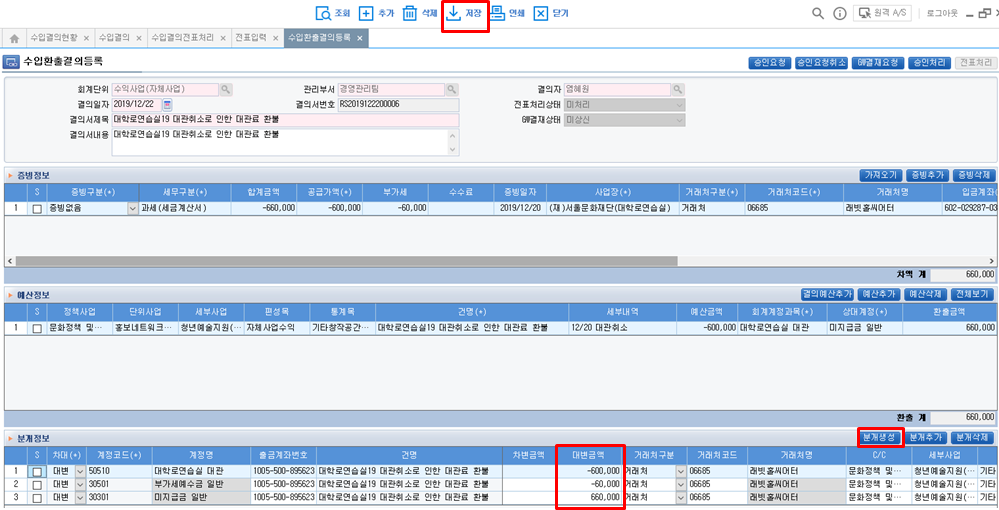 조회 추가 삭제 저장 인쇄 닫기 원격 A/S 로그아웃
수입결의현황 × 수입결의 × 수입결의전표처리 × 전표입력 × 수입환출결의등록 ×
수입환출결의등록 승인요청 승인요청취소 GW결재요청 승인처리 전표처리
회계단위 수익사업(자체사업) 관리부서 경영관리팀 결의자 염혜원
결의일자 2019/12/22 결의서번호 RS2019122200006 전표처리상태 미처리
결의서제목 대학로연습실19 대관취소로 인한 대관료 환불 GW결재상태 미상신
결의서내용 대학로연습실19 대관취소로 인한 대관료 환불
증빙정보 가져오기 증빙추가 증빙삭제
S 증빙구분(*) 세무구분(*) 합계금액 공급가액(*) 부가세 수수료 증빙일자 사업장(*) 거래처구분(*) 거래처코드(*) 거래처명 입금계좌(
1 증빙없음 과세(세금계산서) -660,000 -600,000 -60,000 2019/12/20 (재)서울문화재단(대학로연습실) 거래처 06685 래빗홀씨어터 602-029287-03
차액 계 660,000
예산정보 결의예산추가 예산추가 예산삭제 전체보기
S 정책사업 단위사업 세부사업 편성목 통계목 건명(*) 세부내역 예산금액 회계계정과목(*) 상대계정(*) 환출금액
1 문화정책 및… 홍보네트워크… 청년예술지원(… 자체사업수익 기타창작공간… 대학로연습실19 대관취소로 인한 대관료 환불 12/20 대관취소 -600,000 대학로연습실 대관 미지급금 일반 660,000
환출 계 660,000
분개정보 분개생성 분개추가 분개삭제
S 차대(*) 계정코드(*) 계정명 출금계좌번호 건명 차변금액 대변금액 거래처구분 거래처코드 거래처명 C/C 세부사업
1 대변 50510 대학로연습실 대관 1005-500-895623 대학로연습실19 대관취소로 인한 대관료 환불 -600,000 거래처 06685 래빗홀씨어터 문화정책 및… 청년예술지원(… 기타
2 대변 30501 부가세예수금 일반 1005-500-895623 대학로연습실19 대관취소로 인한 대관료 환불 -60,000 거래처 06685 래빗홀씨어터 문화정책 및… 청년예술지원(… 기타
3 대변 30301 미지급금 일반 1005-500-895623 대학로연습실19 대관취소로 인한 대관료 환불 660,000 거래처 06685 래빗홀씨어터 문화정책 및… 청년예술지원(… 기타